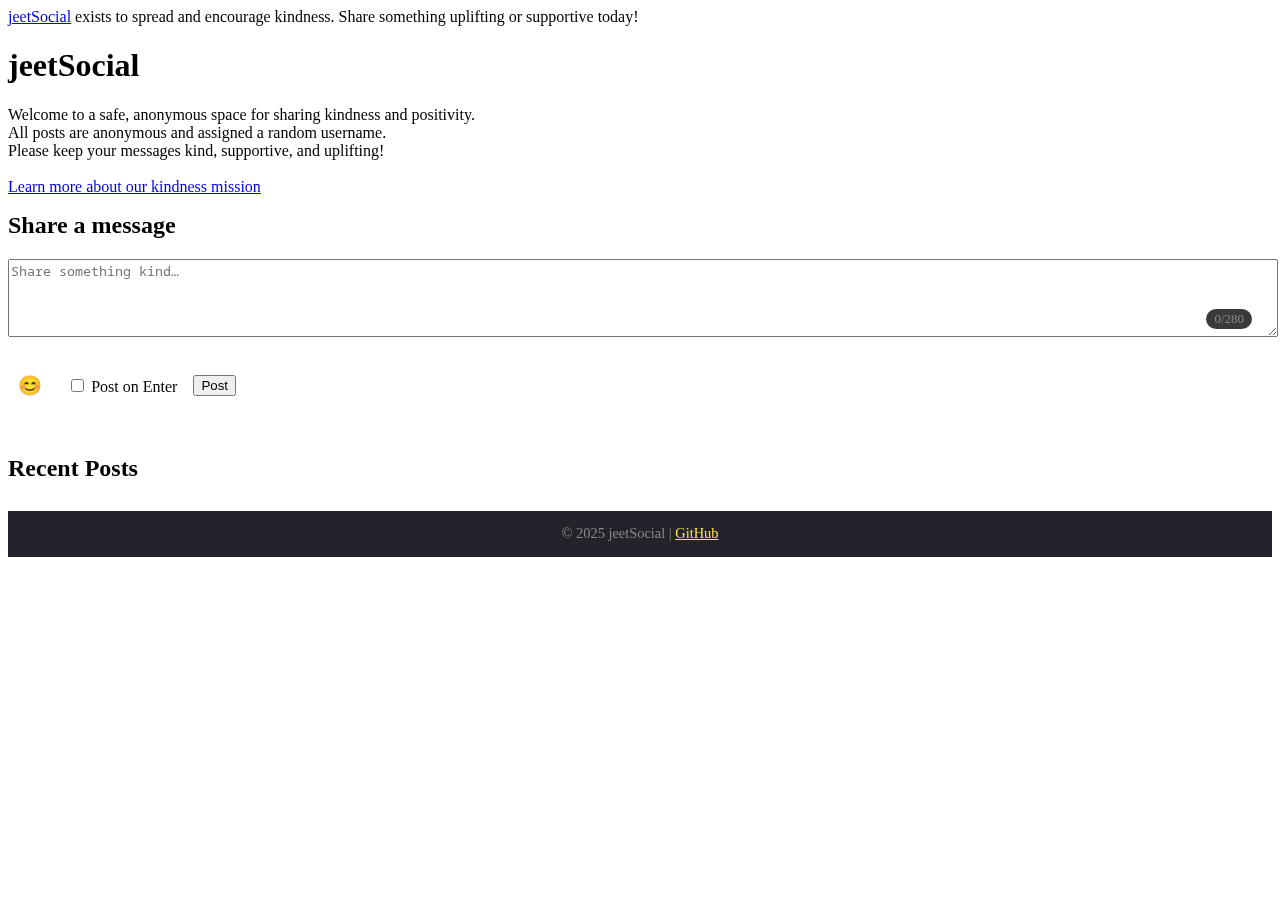 jeetSocial exists to spread and encourage kindness. Share something uplifting or supportive today!
jeetSocial
Welcome to a safe, anonymous space for sharing kindness and positivity.
All posts are anonymous and assigned a random username.
Please keep your messages kind, supportive, and uplifting!
Learn more about our kindness mission
Share a message
Share something kind…
0/280
😊 Post on Enter Post
Recent Posts
© 2025 jeetSocial | GitHub